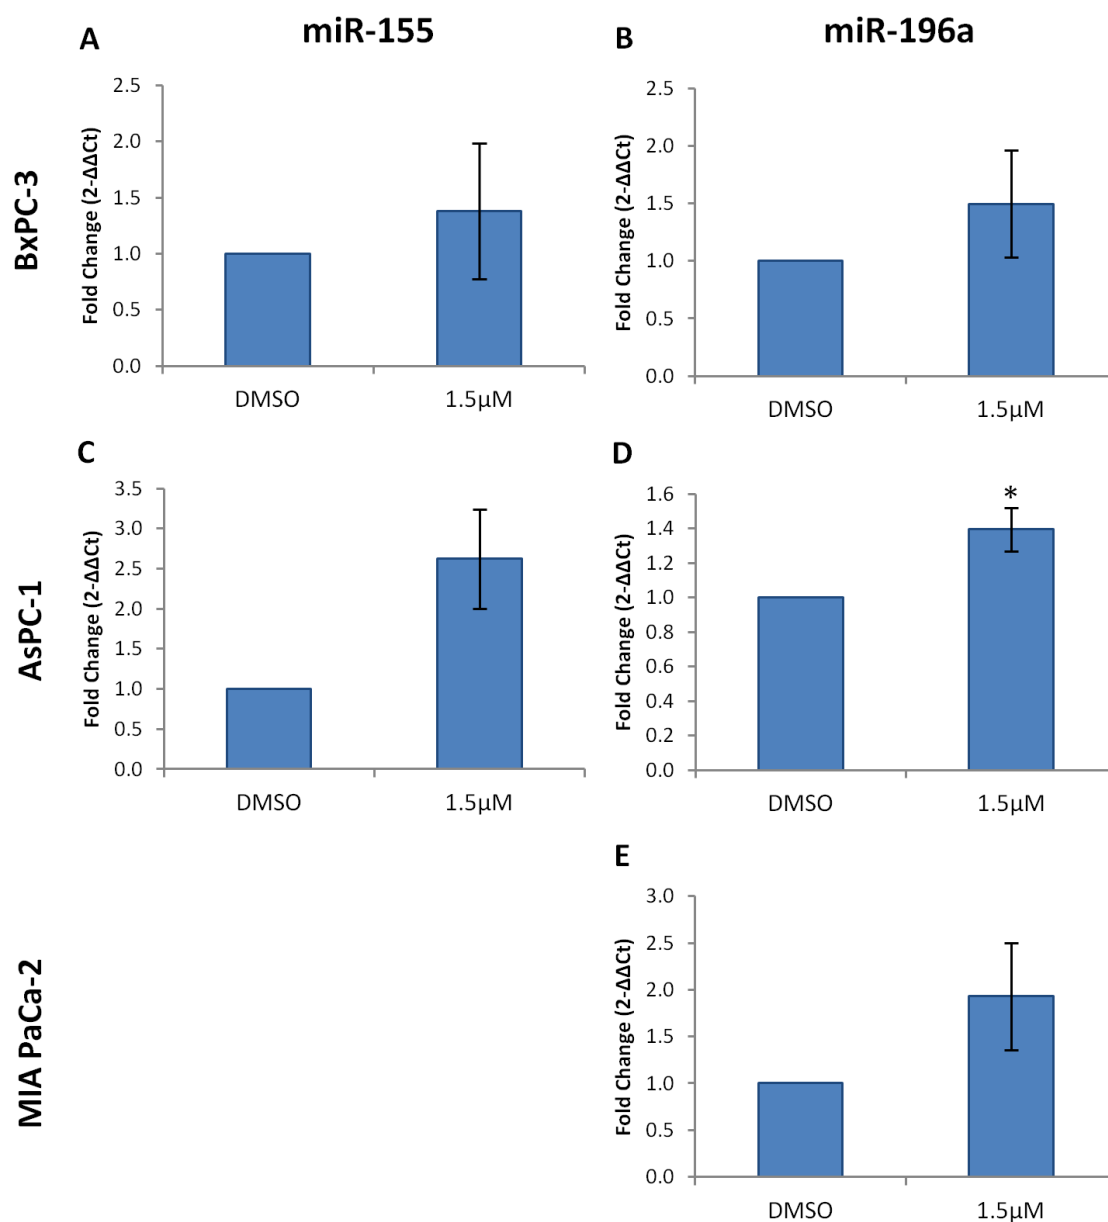 A
miR-155
B
miR-196a
BxPC-3
Fold Change (2-ΔΔCt)
2.5
2.0
1.5
1.0
0.5
0.0
DMSO
1.5µM
Fold Change (2-ΔΔCt)
2.5
2.0
1.5
1.0
0.5
0.0
DMSO
1.5µM
AsPC-1
C
Fold Change (2-ΔΔCt)
3.5
3.0
2.5
2.0
1.5
1.0
0.5
0.0
DMSO
1.5µM
D
Fold Change (2-ΔΔCt)
1.6
1.4
1.2
1.0
0.8
0.6
0.4
0.2
0.0
*
DMSO
1.5µM
MIA PaCa-2
E
Fold Change (2-ΔΔCt)
3.0
2.5
2.0
1.5
1.0
0.5
0.0
DMSO
1.5µM